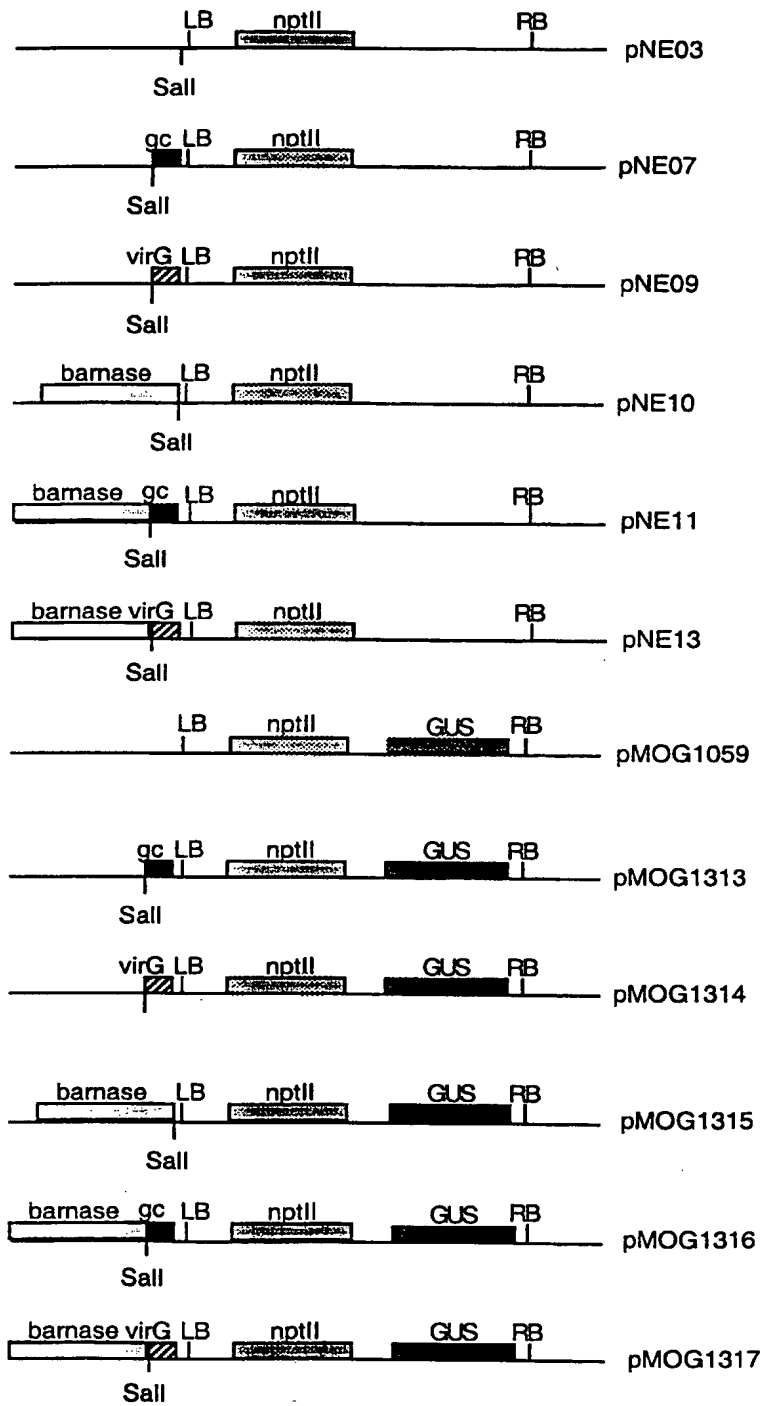 LB nptII RB
pNE03
SalI
gc LB nptII RB
pNE07
SalI
virG LB nptII RB
pNE09
SalI
barnase LB nptII RB
pNE10
SalI
barnase gc LB nptII RB
pNE11
SalI
barnase virG LB nptII RB
pNE13
SalI
LB nptII GUS RB
pMOG1059
gc LB nptII GUS RB
pMOG1313
SalI
virG LB nptII GUS RB
pMOG1314
barnase LB nptII GUS RB
pMOG1315
SalI
barnase gc LB nptII GUS RB
pMOG1316
SalI
barnase virG LB nptII GUS RB
pMOG1317
SalI